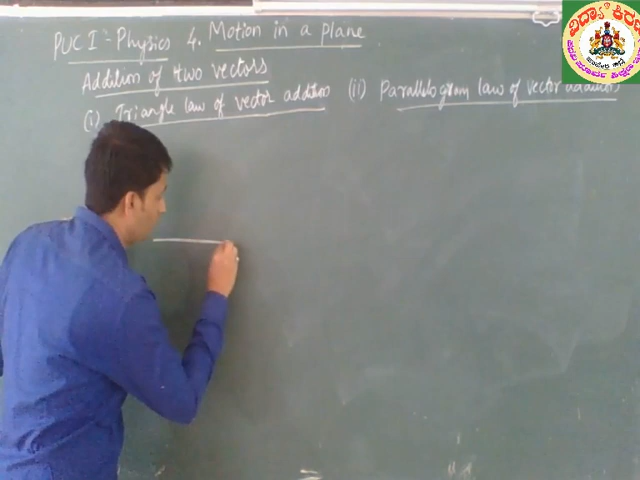 PUC I - Physics 4. Motion in a plane
Addition of two vectors
(i) Triangle law of vector addition (ii) Parallelogram law of vector addition